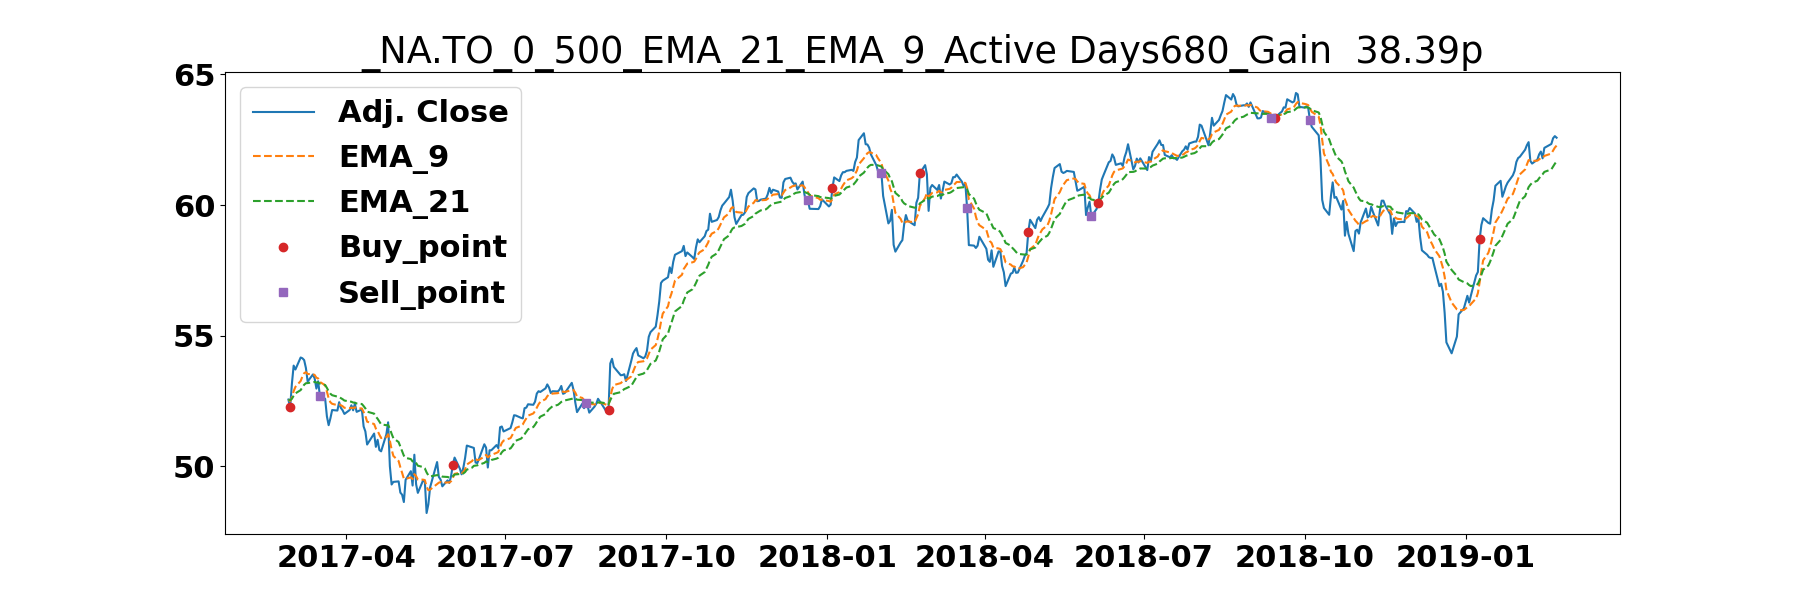 _NA.TO_0_500_EMA_21_EMA_9_Active Days680_Gain  38.39p
65
60
55
50
Adj. Close
EMA_9
EMA_21
Buy_point
Sell_point
2017-04 2017-07 2017-10 2018-01 2018-04 2018-07 2018-10 2019-01